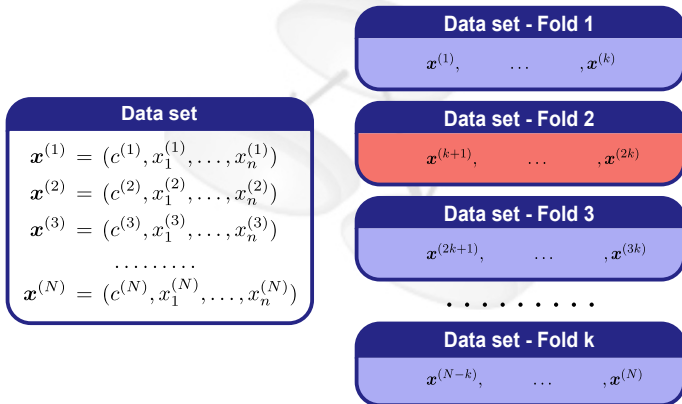 Data set
𝒙^(1) = (c^(1), x_1^(1), . . . , x_n^(1))
𝒙^(2) = (c^(2), x_1^(2), . . . , x_n^(2))
𝒙^(3) = (c^(3), x_1^(3), . . . , x_n^(3))
.........
𝒙^(N) = (c^(N), x_1^(N), . . . , x_n^(N))
Data set - Fold 1
𝒙^(1), ... , 𝒙^(k)
Data set - Fold 2
𝒙^(k+1), ... , 𝒙^(2k)
Data set - Fold 3
𝒙^(2k+1), ... , 𝒙^(3k)
.........
Data set - Fold k
𝒙^(N−k), ... , 𝒙^(N)